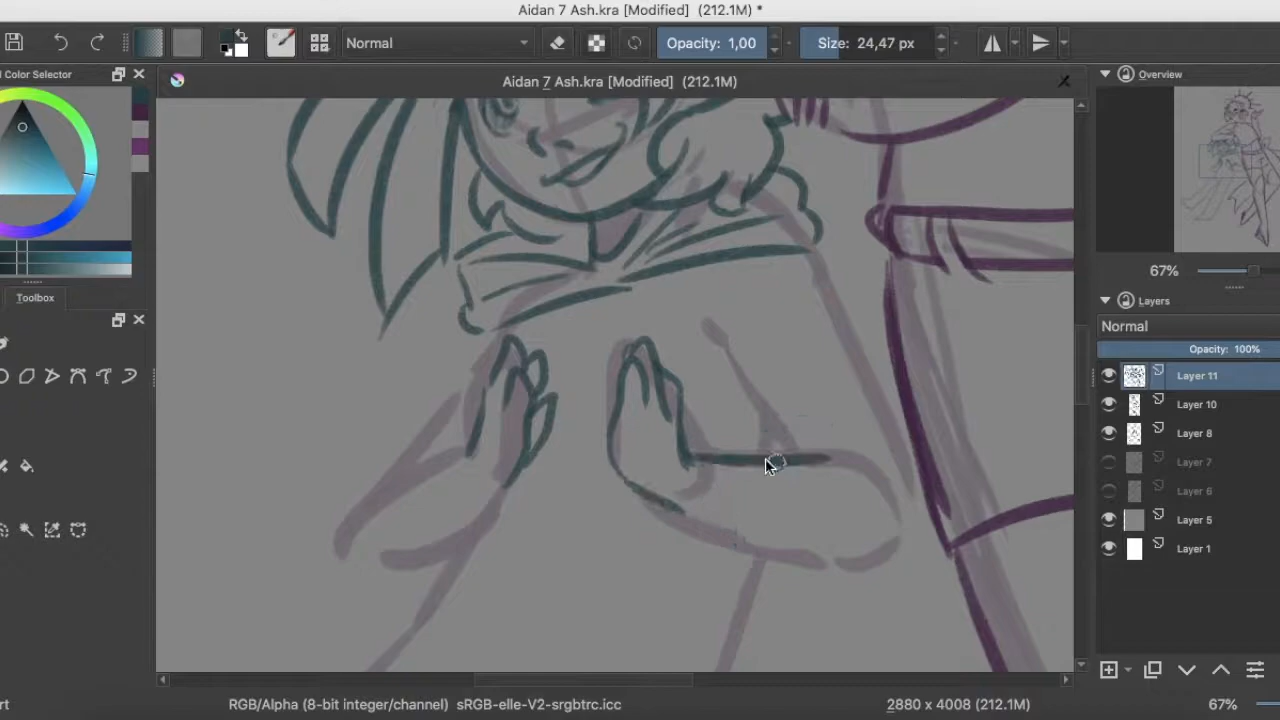 Aidan 7 Ash.kra [Modified] (212.1M) *
Normal
Opacity: 1,00
Size: 24,47 px
Color Selector
Aidan 7 Ash.kra [Modified] (212.1M)
Overview
67%
Toolbox
Layers
Normal
Opacity: 100%
Layer 11
Layer 10
Layer 8
Layer 7
Layer 6
Layer 5
Layer 1
RGB/Alpha (8-bit integer/channel) sRGB-elle-V2-srgbtrc.icc
2880 x 4008 (212.1M)
67%